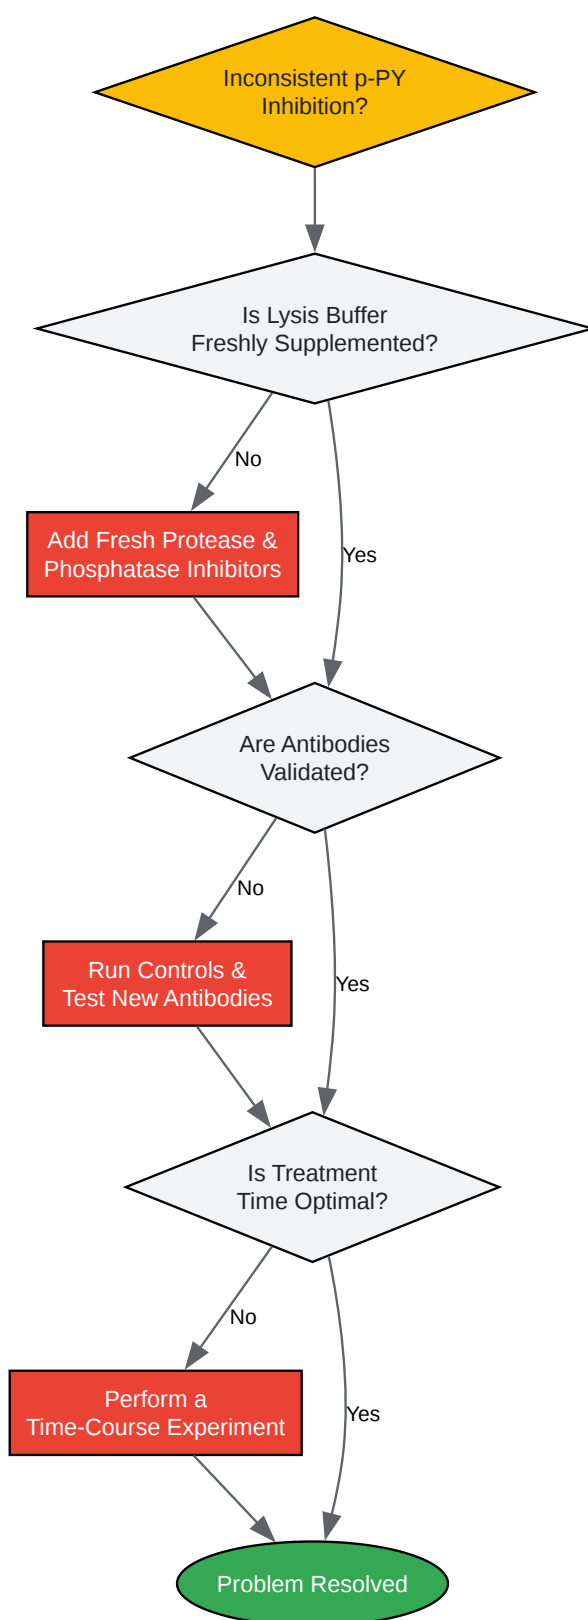 Inconsistent p-PY
Inhibition?
Is Lysis Buffer
Freshly Supplemented?
No
Add Fresh Protease &
Phosphatase Inhibitors
Yes
Are Antibodies
Validated?
No
Run Controls &
Test New Antibodies
Yes
Is Treatment
Time Optimal?
No
Perform a
Time-Course Experiment
Yes
Problem Resolved